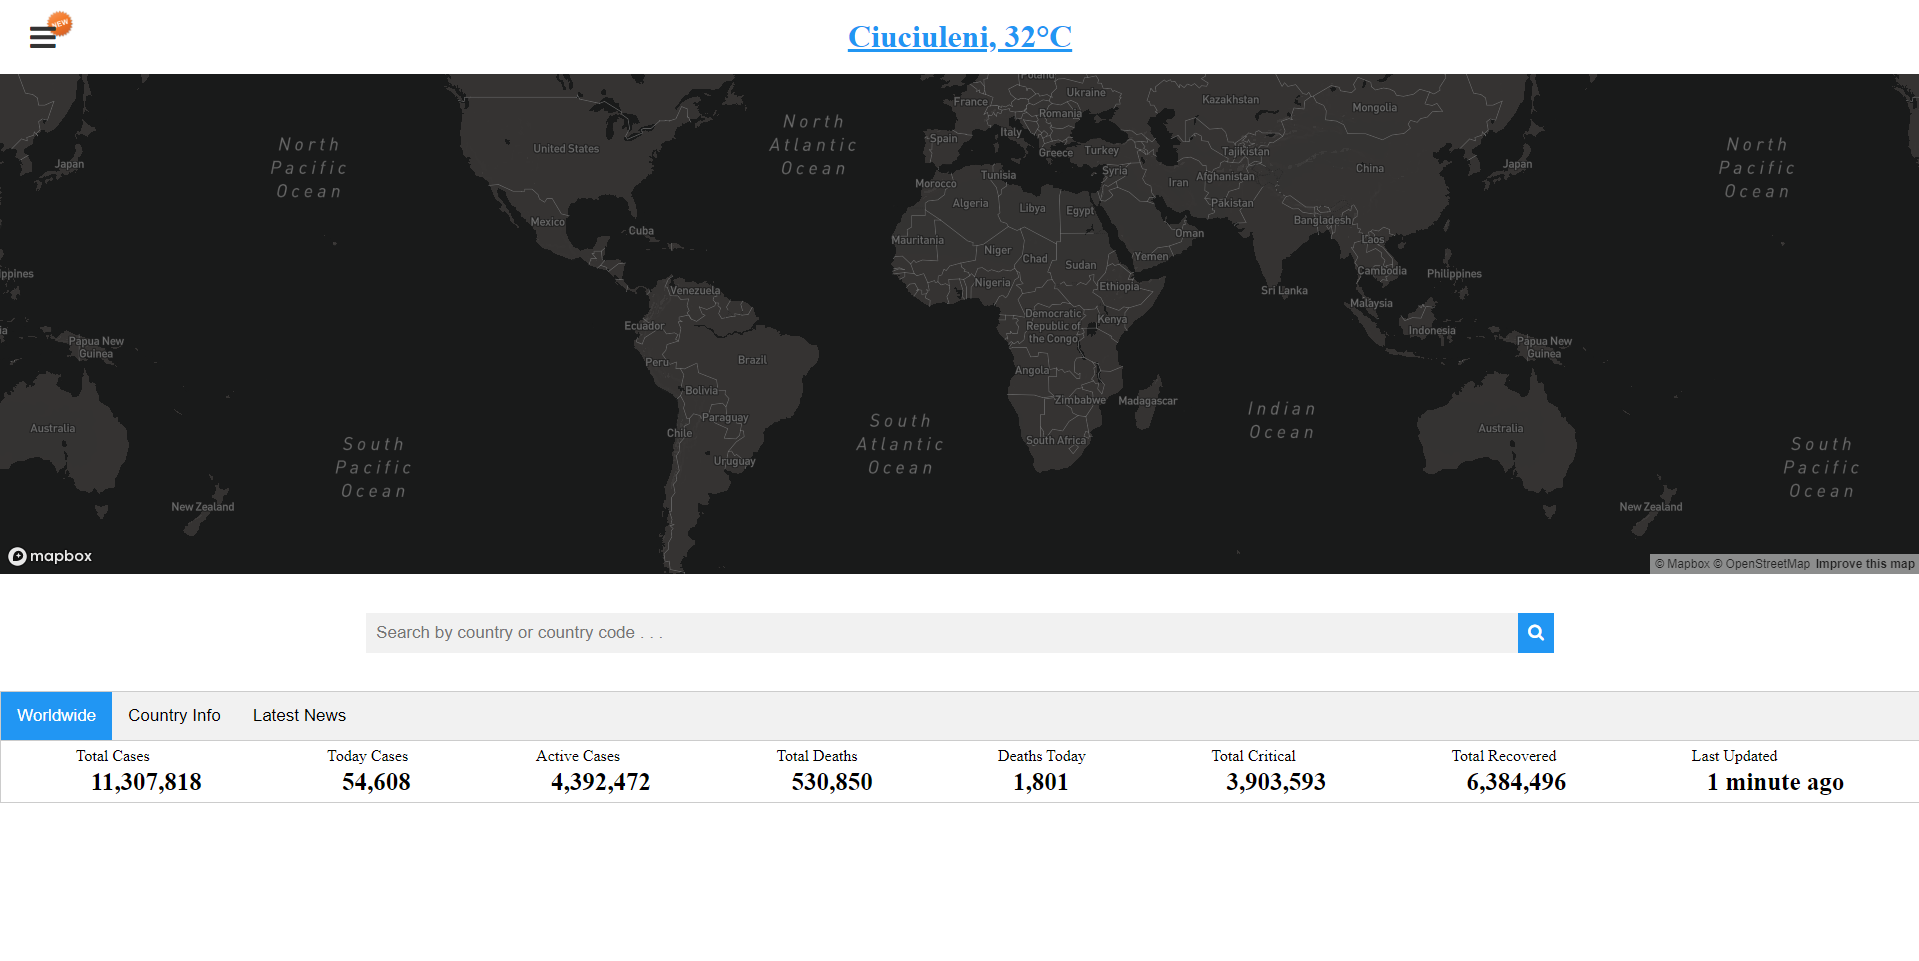 NEW
Ciuciuleni, 32°C
Poland
Ukraine
France
Kazakhstan
Mongolia
Romania
North
Atlantic
Ocean
Italy
Spain
North
Pacific
Ocean
United States
Greece
Turkey
Tajikistan
North
Pacific
Ocean
Japan
Japan
China
Syria
Tunisia
Afghanistan
Iran
Morocco
Algeria
Libya
Egypt
Pakistan
Mexico
Bangladesh
Cuba
Oman
Mauritania
Laos
Niger
Chad
Yemen
Sudan
Cambodia
Philippines
ppines
Nigeria
Ethiopia
Venezuela
Sri Lanka
Malaysia
Democratic
Republic of
the Congo
Kenya
Ecuador
ia
Indonesia
Papua New
Guinea
Papua New
Guinea
Peru
Brazil
Angola
Bolivia
Zimbabwe
Madagascar
Indian
Ocean
Paraguay
South
Atlantic
Ocean
Australia
Australia
Chile
South Africa
South
Pacific
Ocean
South
Pacific
Ocean
Uruguay
New Zealand
New Zealand
mapbox
© Mapbox © OpenStreetMap Improve this map
Search by country or country code . . .
Worldwide Country Info Latest News
Total Cases Today Cases Active Cases Total Deaths Deaths Today Total Critical Total Recovered Last Updated
11,307,818 54,608 4,392,472 530,850 1,801 3,903,593 6,384,496 1 minute ago